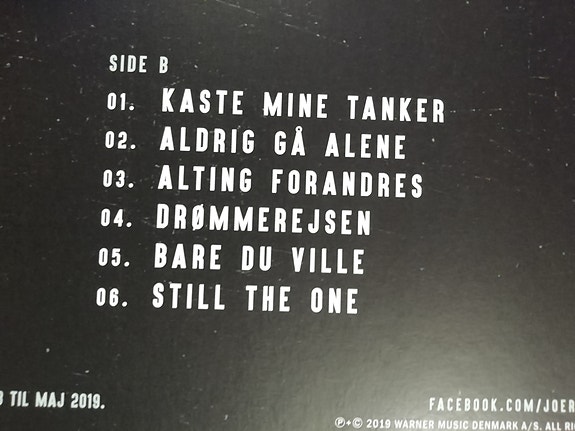 SIDE B
01. KASTE MINE TANKER
02. ALDRIG GÅ ALENE
03. ALTING FORANDRES
04. DRØMMEREJSEN
05. BARE DU VILLE
06. STILL THE ONE
TIL MAJ 2019.
FACEBOOK.COM/JOER
℗+© 2019 WARNER MUSIC DENMARK A/S. ALL